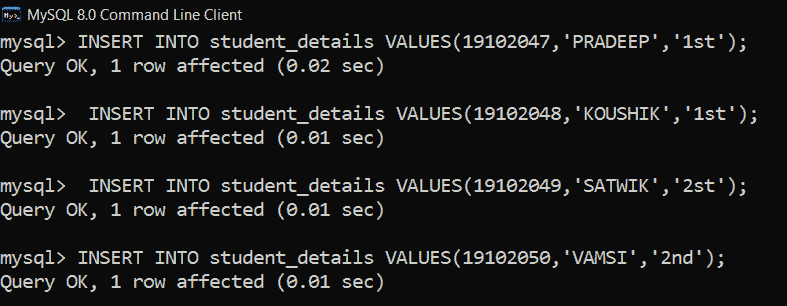 MySQL 8.0 Command Line Client
mysql> INSERT INTO student_details VALUES(19102047,'PRADEEP','1st');
Query OK, 1 row affected (0.02 sec)
mysql>  INSERT INTO student_details VALUES(19102048,'KOUSHIK','1st');
Query OK, 1 row affected (0.01 sec)
mysql>  INSERT INTO student_details VALUES(19102049,'SATWIK','2st');
Query OK, 1 row affected (0.01 sec)
mysql> INSERT INTO student_details VALUES(19102050,'VAMSI','2nd');
Query OK, 1 row affected (0.01 sec)